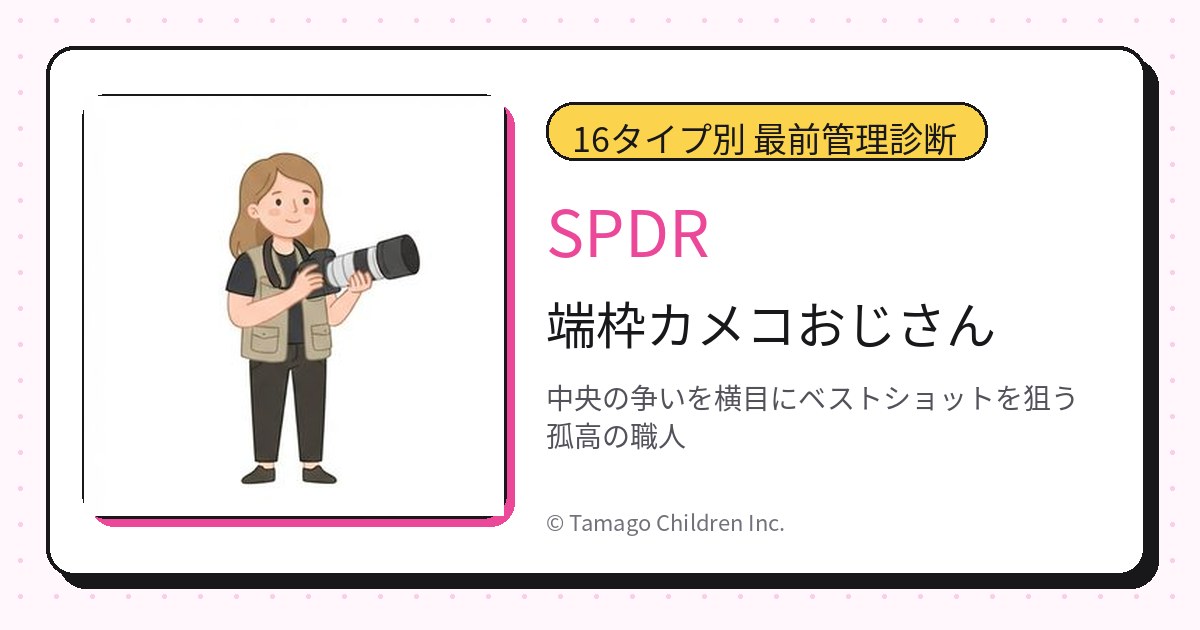 16タイプ別 最前管理診断
SPDR
端枠カメコおじさん
中央の争いを横目にベストショットを狙う
孤高の職人
© Tamago Children Inc.